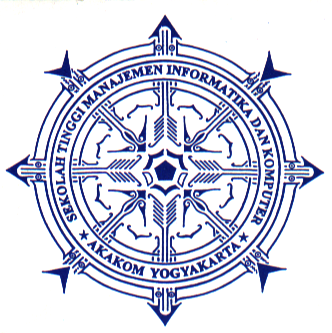 SEKOLAH TINGGI MANAJEMEN INFORMATIKA DAN KOMPUTER
★ AKAKOM YOGYAKARTA ★